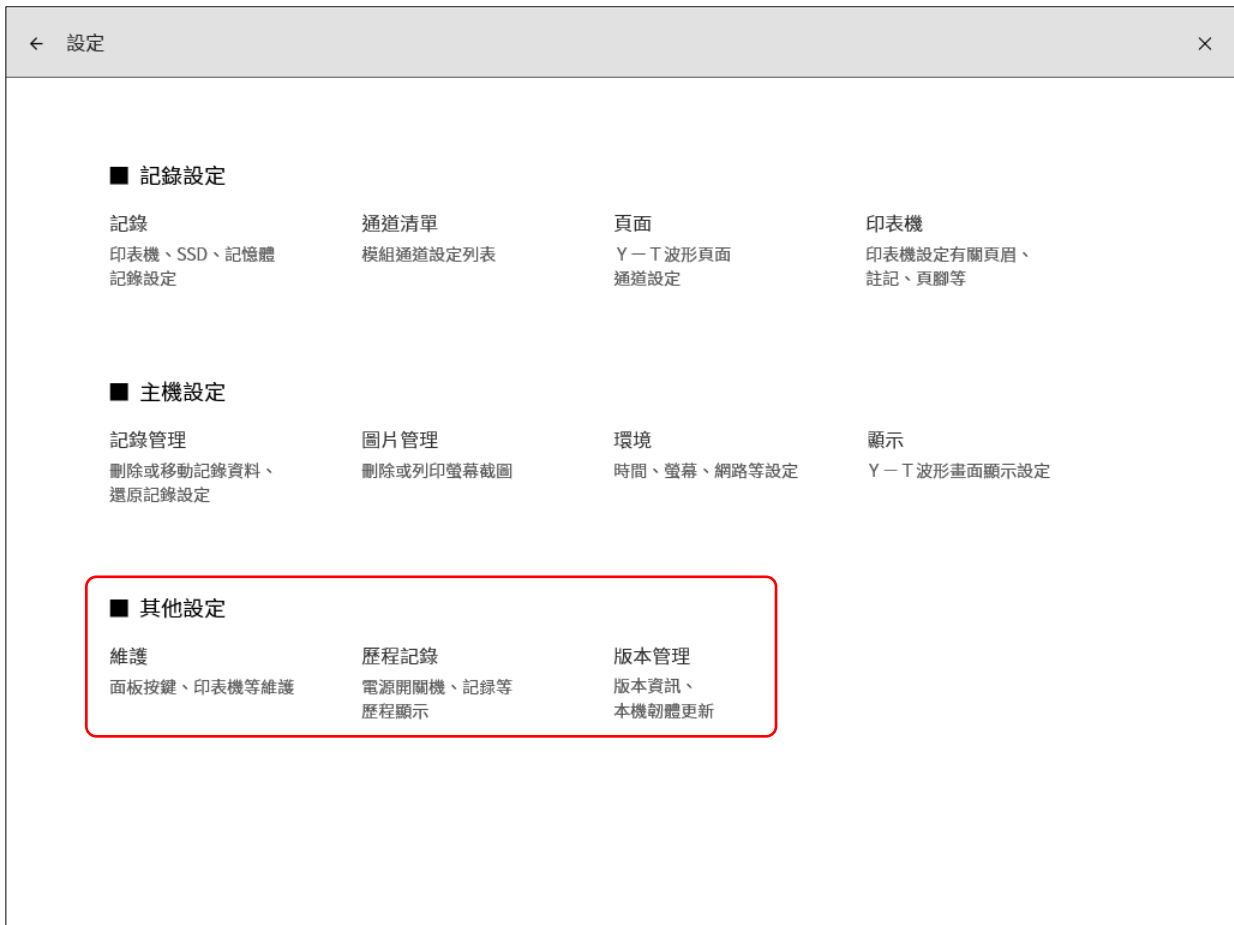 ← 設定 ×
■ 記錄設定
記錄 通道清單 頁面 印表機
印表機、SSD、記憶體 模組通道設定列表 Y－T波形頁面 印表機設定有關頁眉、
記錄設定 通道設定 註記、頁腳等
■ 主機設定
記錄管理 圖片管理 環境 顯示
刪除或移動記錄資料、 刪除或列印螢幕截圖 時間、螢幕、網路等設定 Y－T波形畫面顯示設定
還原記錄設定
■ 其他設定
維護 歷程記錄 版本管理
面板按鍵、印表機等維護 電源開關機、記録等 版本資訊、
歷程顯示 本機韌體更新